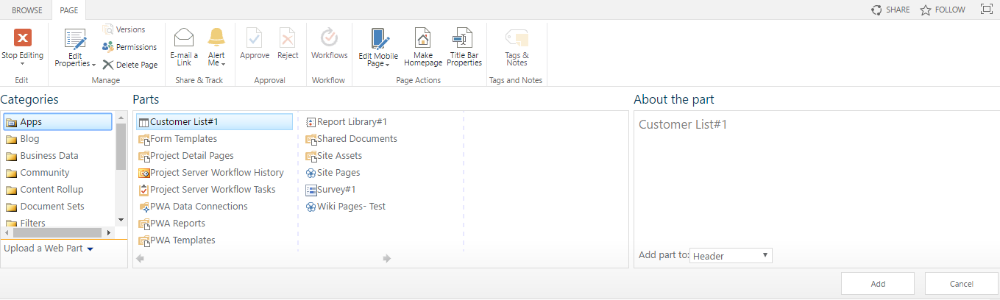 BROWSE PAGE SHARE FOLLOW
Stop Editing
Edit
Edit Properties
Versions
Permissions
Delete Page
Manage
E-mail a Link
Alert Me
Share & Track
Approve
Reject
Approval
Workflows
Workflow
Edit Mobile Page
Make Homepage
Title Bar Properties
Page Actions
Tags & Notes
Tags and Notes
Categories
Apps
Blog
Business Data
Community
Content Rollup
Document Sets
Filters
Upload a Web Part
Parts
Customer List#1
Form Templates
Project Detail Pages
Project Server Workflow History
Project Server Workflow Tasks
PWA Data Connections
PWA Reports
PWA Templates
Report Library#1
Shared Documents
Site Assets
Site Pages
Survey#1
Wiki Pages- Test
About the part
Customer List#1
Add part to: Header
Add Cancel